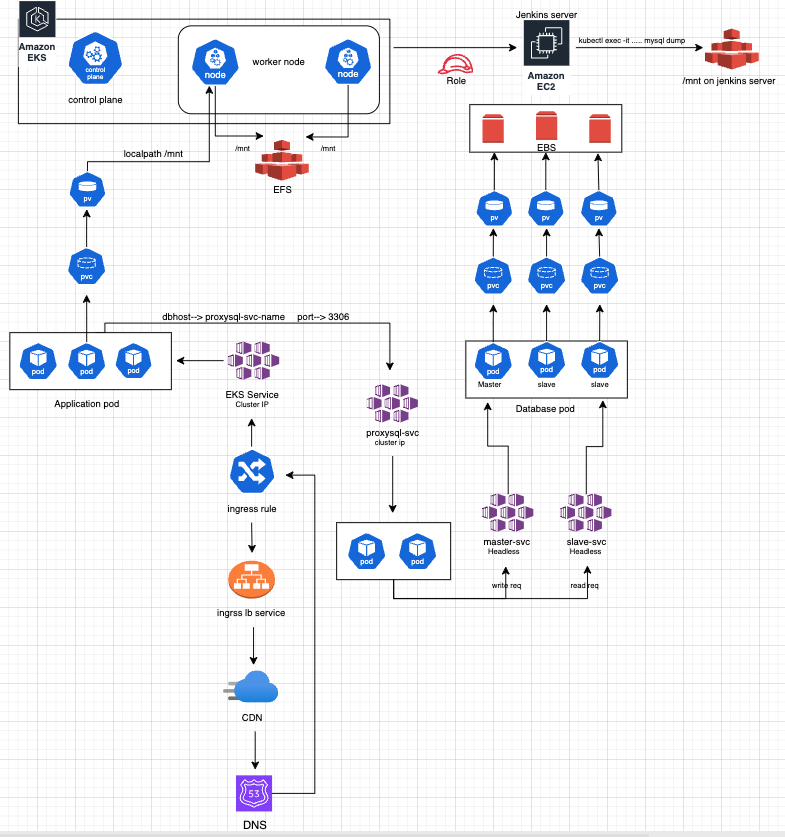 Jenkins server
Amazon
EKS
control
plane
control plane
node
worker node
node
kubectl exec -it ..... mysql dump
Role
Amazon
EC2
/mnt on jenkins server
localpath /mnt
/mnt
/mnt
EFS
EBS
pv
pv
pv
pv
pvc
pvc
pvc
pvc
dbhost--> proxysql-svc-name port--> 3306
pod
pod
pod
Application pod
EKS Service
Cluster IP
pod
pod
pod
Master
slave
slave
Database pod
proxysql-svc
cluster ip
ingress rule
pod
pod
master-svc
Headless
slave-svc
Headless
write req
read req
ingrss lb service
CDN
53
DNS